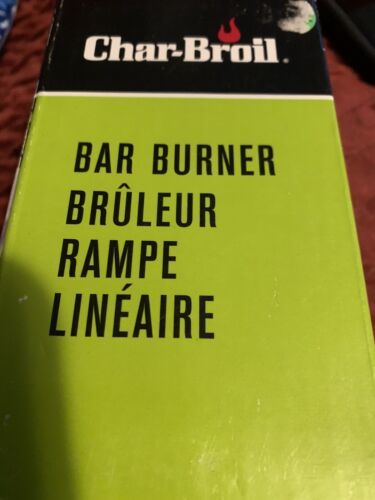 Char-Broil®
BAR BURNER
BRÛLEUR
RAMPE
LINÉAIRE